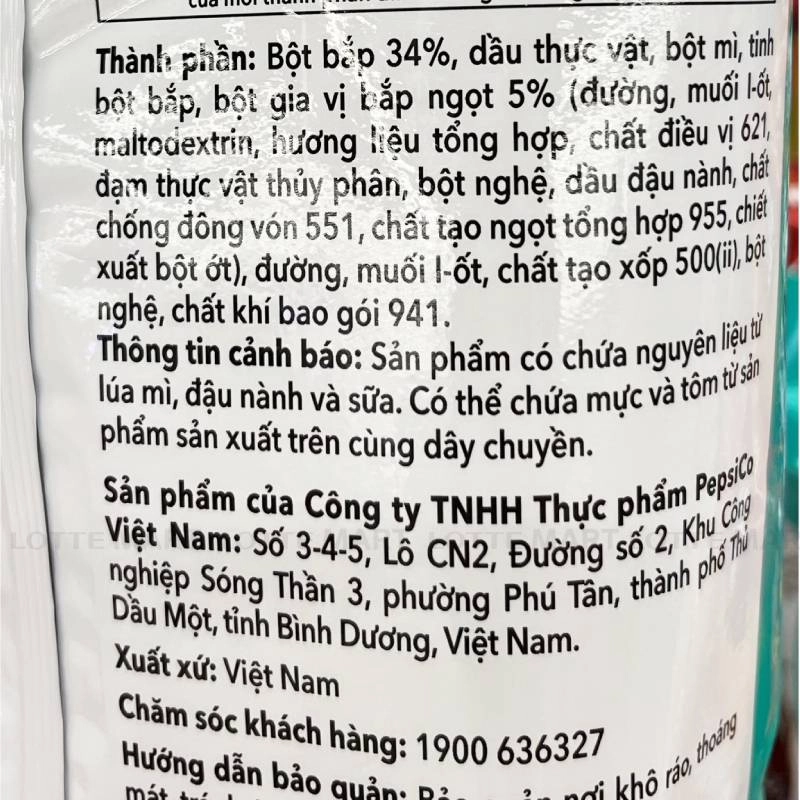 Thành phần: Bột bắp 34%, dầu thực vật, bột mì, tinh
bột bắp, bột gia vị bắp ngọt 5% (đường, muối I-ốt,
maltodextrin, hương liệu tổng hợp, chất điều vị 621,
đạm thực vật thủy phân, bột nghệ, dầu đậu nành, chất
chống đông vón 551, chất tạo ngọt tổng hợp 955, chiết
xuất bột ớt), đường, muối I-ốt, chất tạo xốp 500(ii), bột
nghệ, chất khí bao gói 941.
Thông tin cảnh báo: Sản phẩm có chứa nguyên liệu từ
lúa mì, đậu nành và sữa. Có thể chứa mực và tôm từ sản
phẩm sản xuất trên cùng dây chuyền.
Sản phẩm của Công ty TNHH Thực phẩm PepsiCo
Việt Nam: Số 3-4-5, Lô CN2, Đường số 2, Khu Công
nghiệp Sóng Thần 3, phường Phú Tân, thành phố Thủ
Dầu Một, tỉnh Bình Dương, Việt Nam.
Xuất xứ: Việt Nam
Chăm sóc khách hàng: 1900 636327
Hướng dẫn bảo quản: Bảo quản nơi khô ráo, thoáng
LOTTE MART